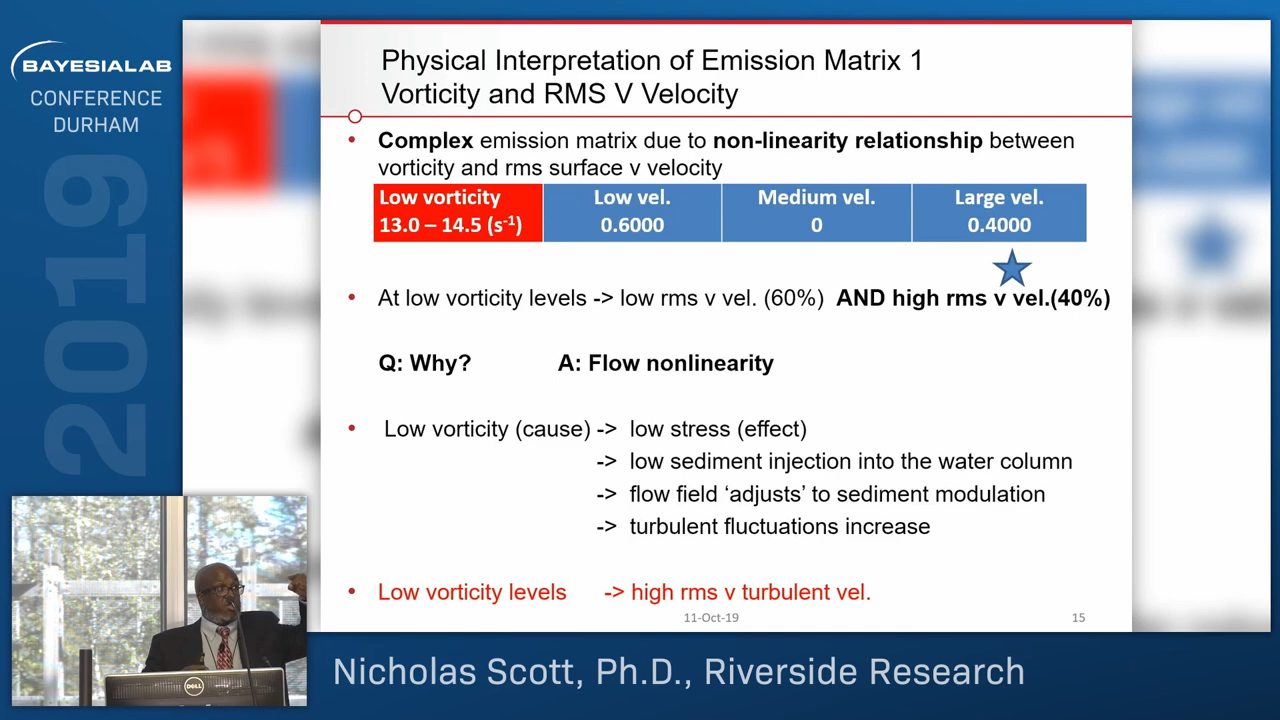 BAYESIALAB
CONFERENCE
DURHAM
2019
Physical Interpretation of Emission Matrix 1
Vorticity and RMS V Velocity
• Complex emission matrix due to non-linearity relationship between
vorticity and rms surface v velocity
Low vorticity Low vel. Medium vel. Large vel.
13.0 – 14.5 (s⁻¹) 0.6000 0 0.4000
• At low vorticity levels -> low rms v vel. (60%) AND high rms v vel.(40%)
Q: Why? A: Flow nonlinearity
• Low vorticity (cause) -> low stress (effect)
-> low sediment injection into the water column
-> flow field ‘adjusts’ to sediment modulation
-> turbulent fluctuations increase
• Low vorticity levels -> high rms v turbulent vel.
11-Oct-19 15
DELL
Nicholas Scott, Ph.D., Riverside Research